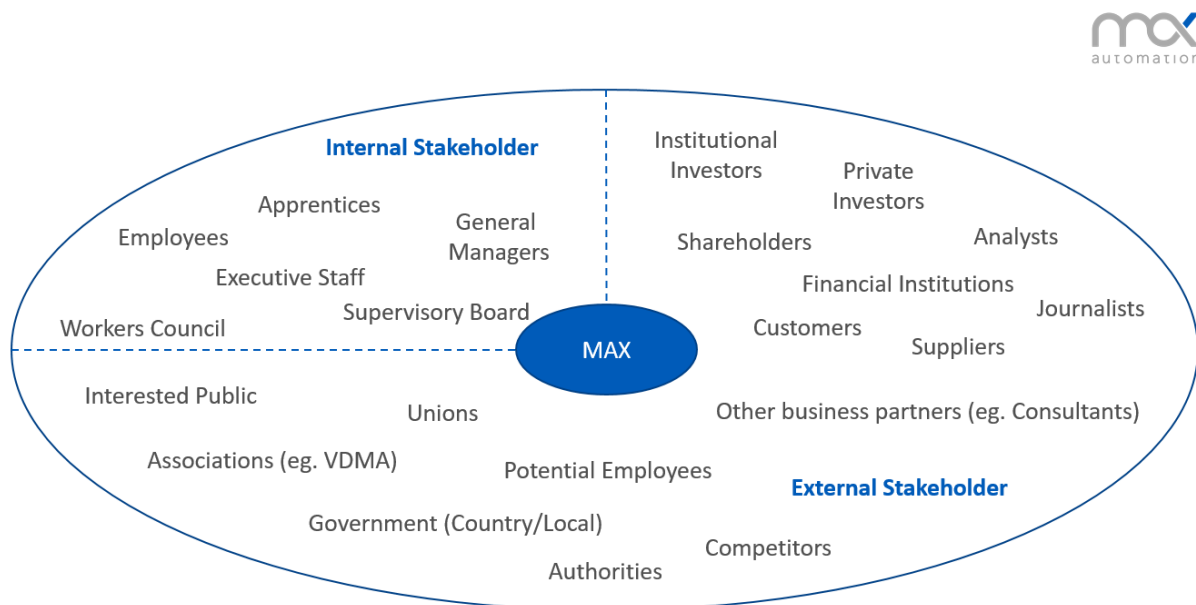 max
automation
Internal Stakeholder
Apprentices
Employees
General
Managers
Executive Staff
Supervisory Board
Workers Council
Institutional
Investors
Private
Investors
Shareholders
Analysts
Financial Institutions
Journalists
Customers
Suppliers
MAX
Interested Public
Unions
Other business partners (eg. Consultants)
Associations (eg. VDMA)
Potential Employees
External Stakeholder
Government (Country/Local)
Competitors
Authorities